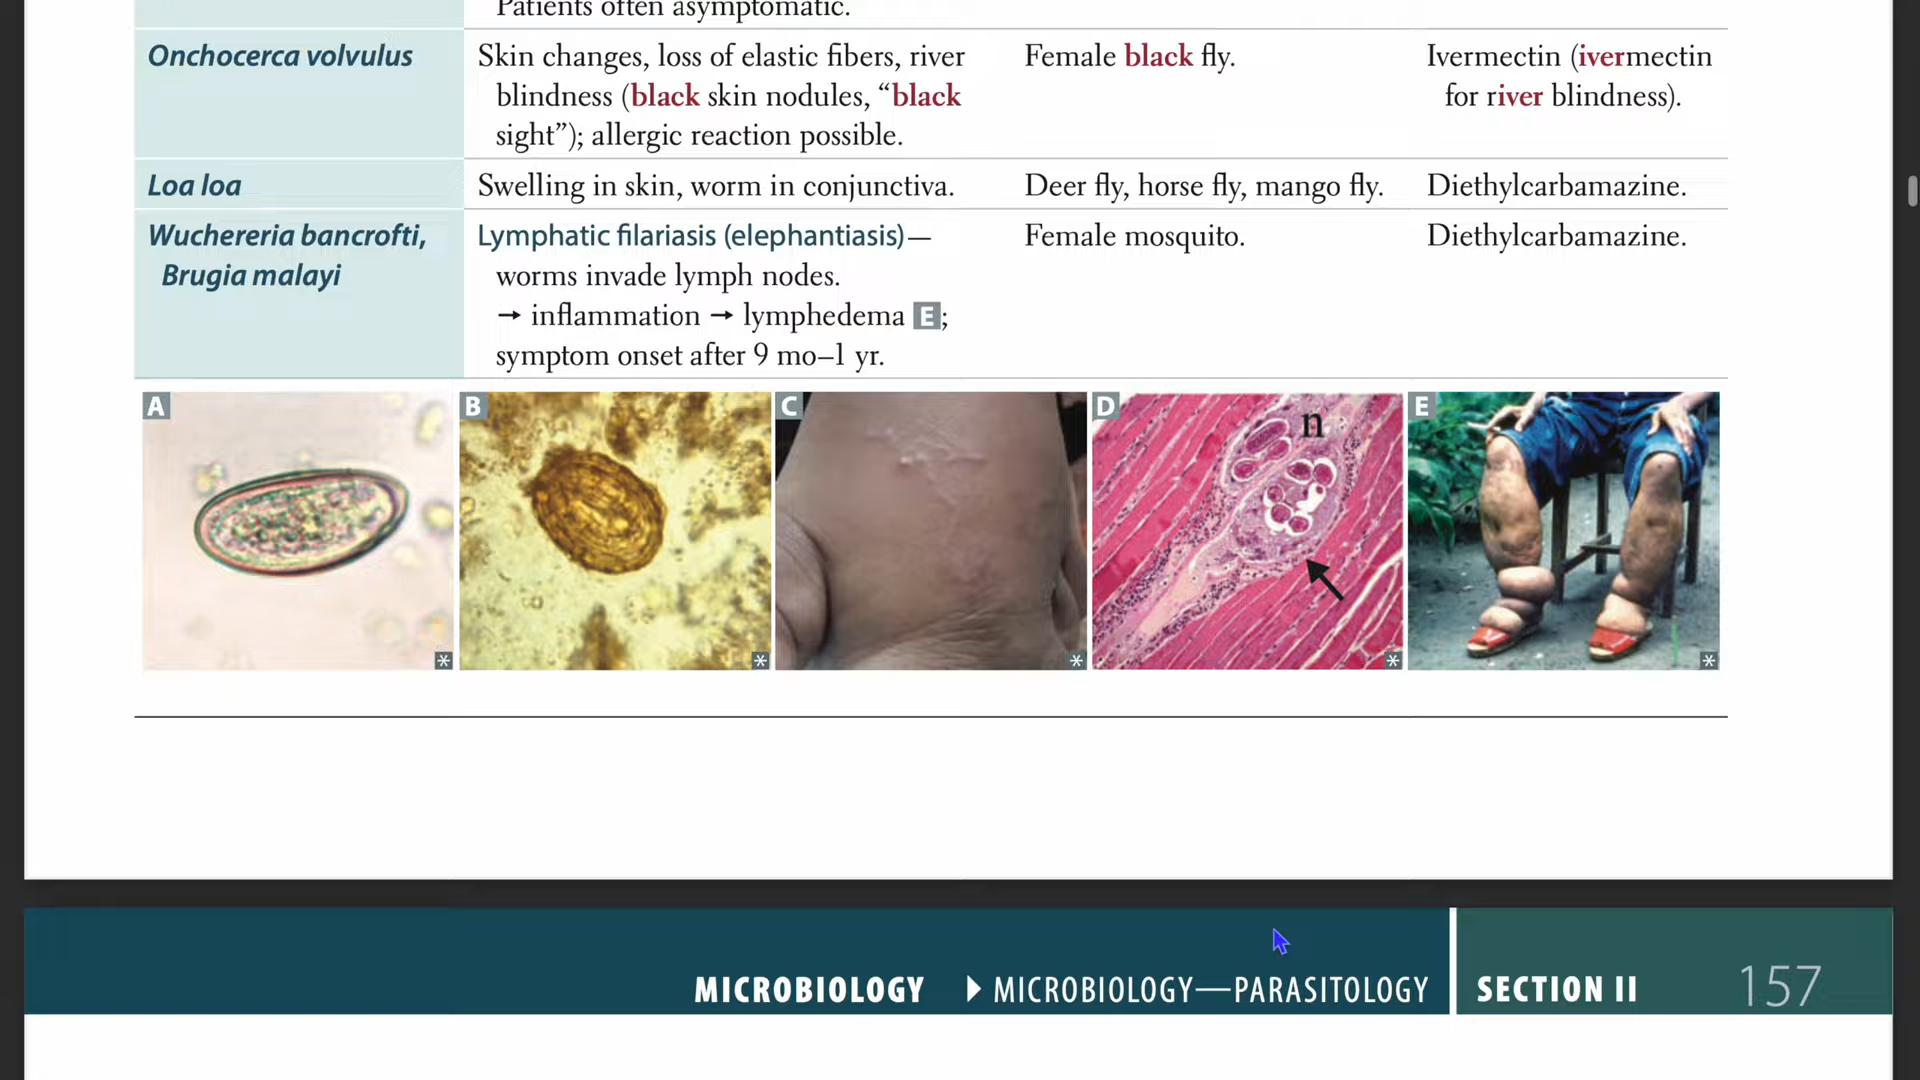 Patients often asymptomatic.
Onchocerca volvulus
Skin changes, loss of elastic fibers, river
blindness (black skin nodules, “black
sight”); allergic reaction possible.
Female black fly.
Ivermectin (ivermectin
for river blindness).
Loa loa
Swelling in skin, worm in conjunctiva.
Deer fly, horse fly, mango fly.
Diethylcarbamazine.
Wuchereria bancrofti,
Brugia malayi
Lymphatic filariasis (elephantiasis)—
worms invade lymph nodes.
→ inflammation → lymphedema E;
symptom onset after 9 mo–1 yr.
Female mosquito.
Diethylcarbamazine.
A
B
C
D
n
E
MICROBIOLOGY ▶ MICROBIOLOGY—PARASITOLOGY
SECTION II
157